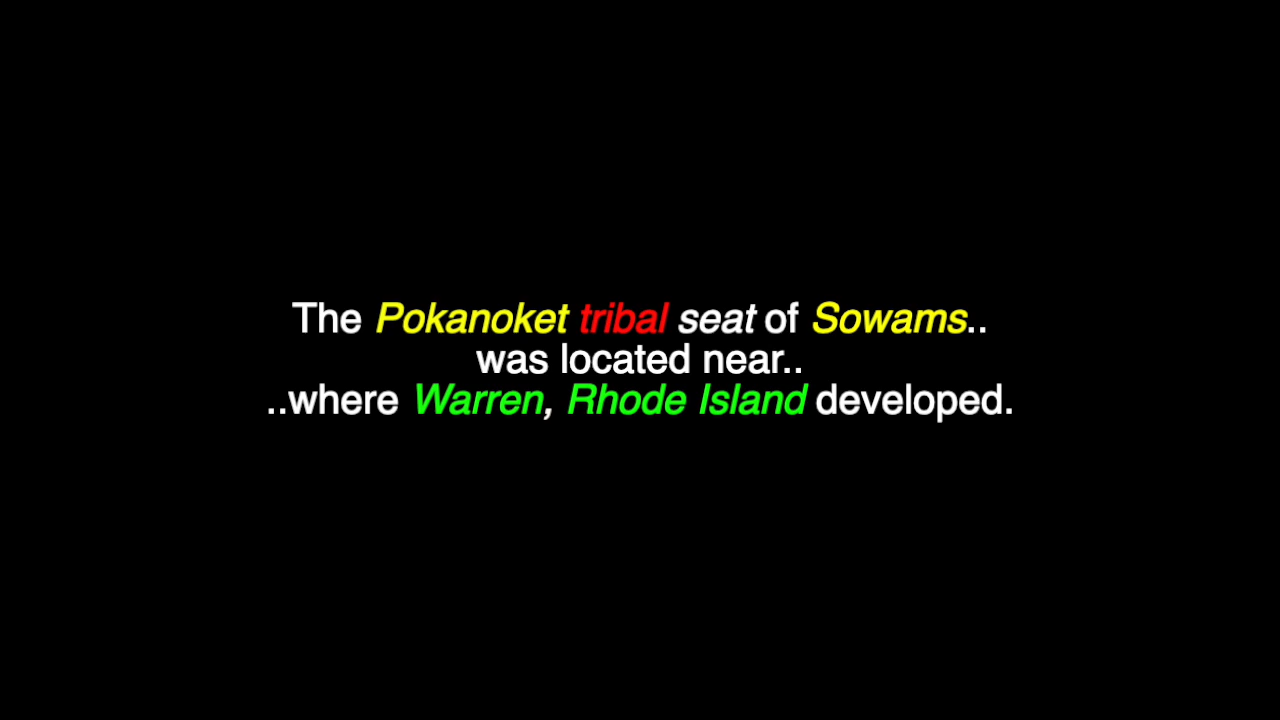 The Pokanoket tribal seat of Sowams..
was located near..
..where Warren, Rhode Island developed.